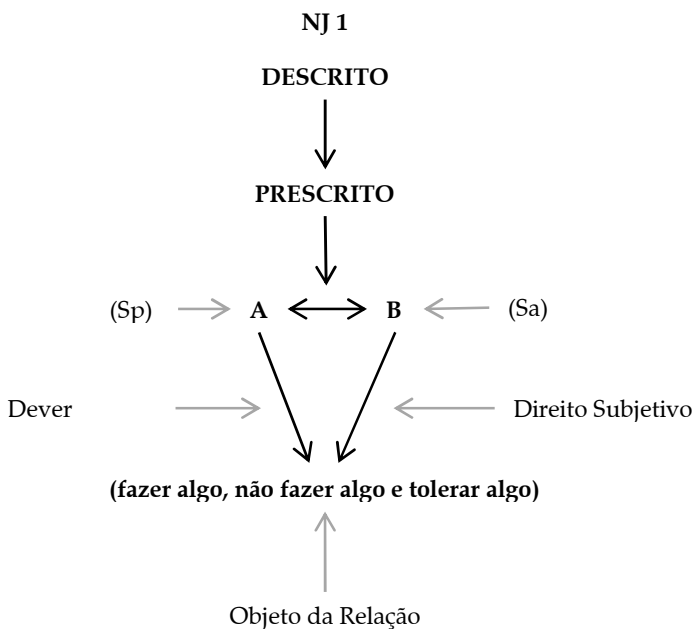 NJ 1
DESCRITO
PRESCRITO
(Sp) A B (Sa)
Dever Direito Subjetivo
(fazer algo, não fazer algo e tolerar algo)
Objeto da Relação